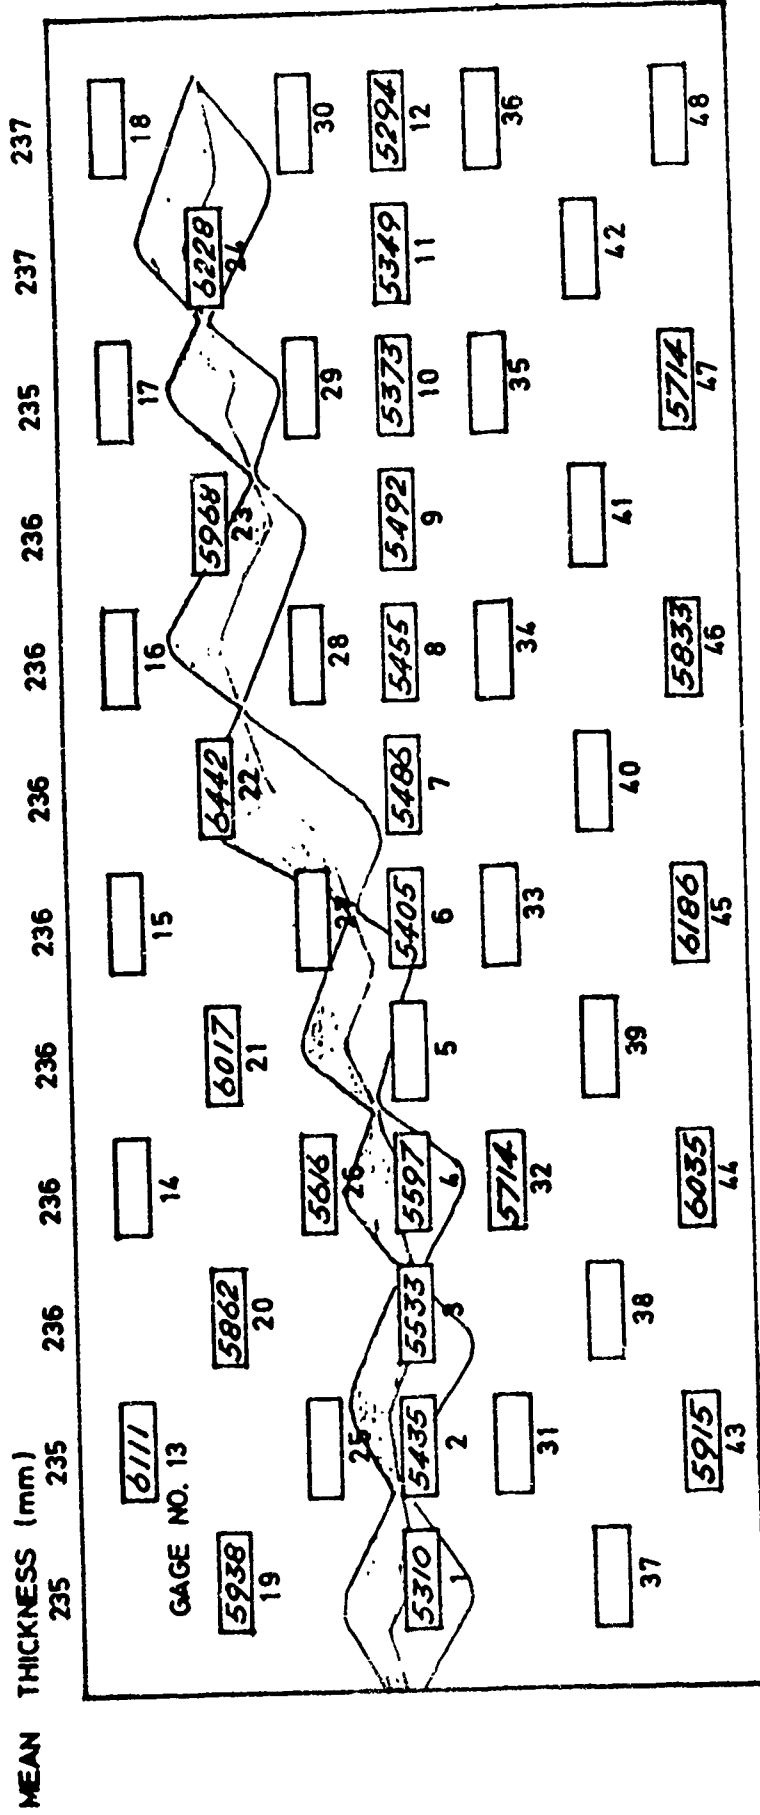 MEAN THICKNESS (mm) 235 235 236 236 236 236 236 236 236 235 237 237
6111
GAGE NO. 13 14 15 16 17 18
5938 5862 6017 6442 5968 6228
19 20 21 22 23 24
5616
25 26 27 28 29 30
5310 5435 5533 5597 5405 5486 5455 5492 5373 5349 5294
1 2 3 4 5 6 7 8 9 10 11 12
5714
31 32 33 34 35 36
37 38 39 40 41 42
5915 6035 6186 5833 5714
43 44 45 46 47 48